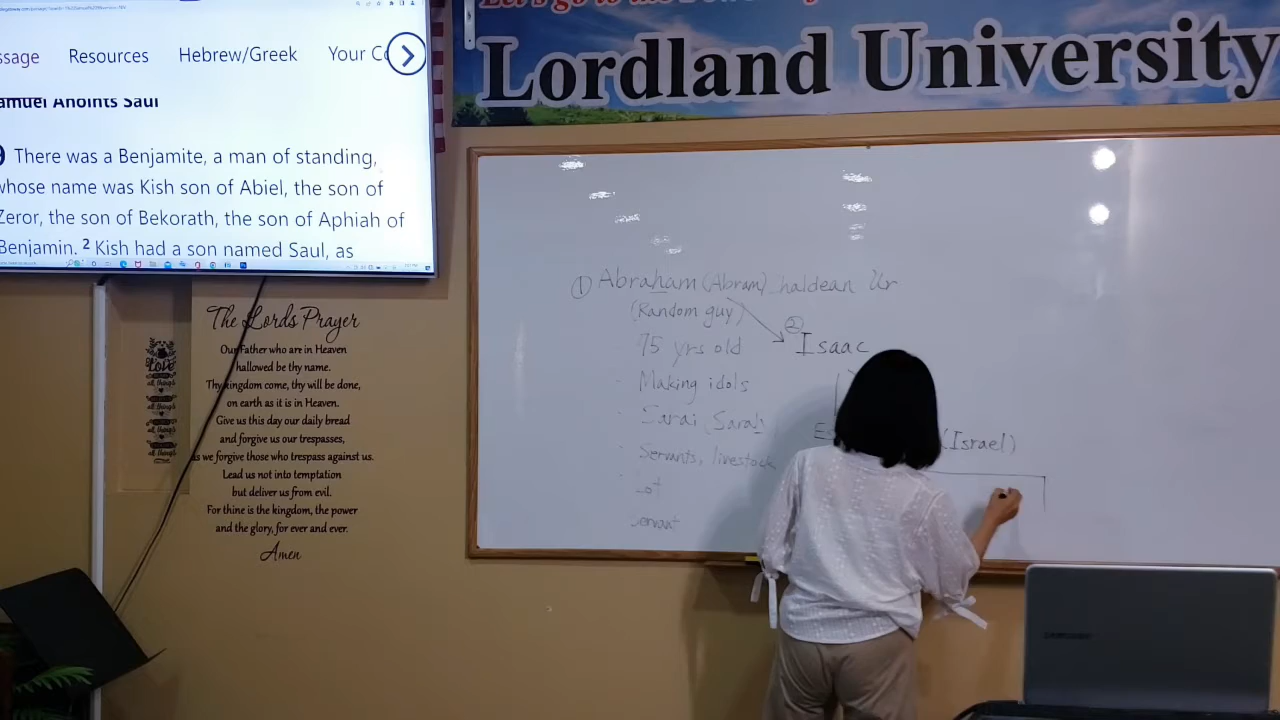 Resources Hebrew/Greek Your
Samuel Anoints Saul
There was a Benjamite, a man of standing,
whose name was Kish son of Abiel, the son of
Zeror, the son of Bekorath, the son of Aphiah of
Benjamin. 2 Kish had a son named Saul, as
Lordland University
① Abraham (Abram) haldean Ur
(Random guy)
②
75 yrs old
Isaac
Making idols
Sarai (Sarah)
(Israel)
Servants, livestock
Lot
Servant
The Lords Prayer
Our Father who are in Heaven
hallowed be thy name.
Thy kingdom come, thy will be done,
on earth as it is in Heaven.
Give us this day our daily bread
and forgive us our trespasses,
as we forgive those who trespass against us.
Lead us not into temptation
but deliver us from evil.
For thine is the kingdom, the power
and the glory, for ever and ever.
Amen
Love
SAMSUNG